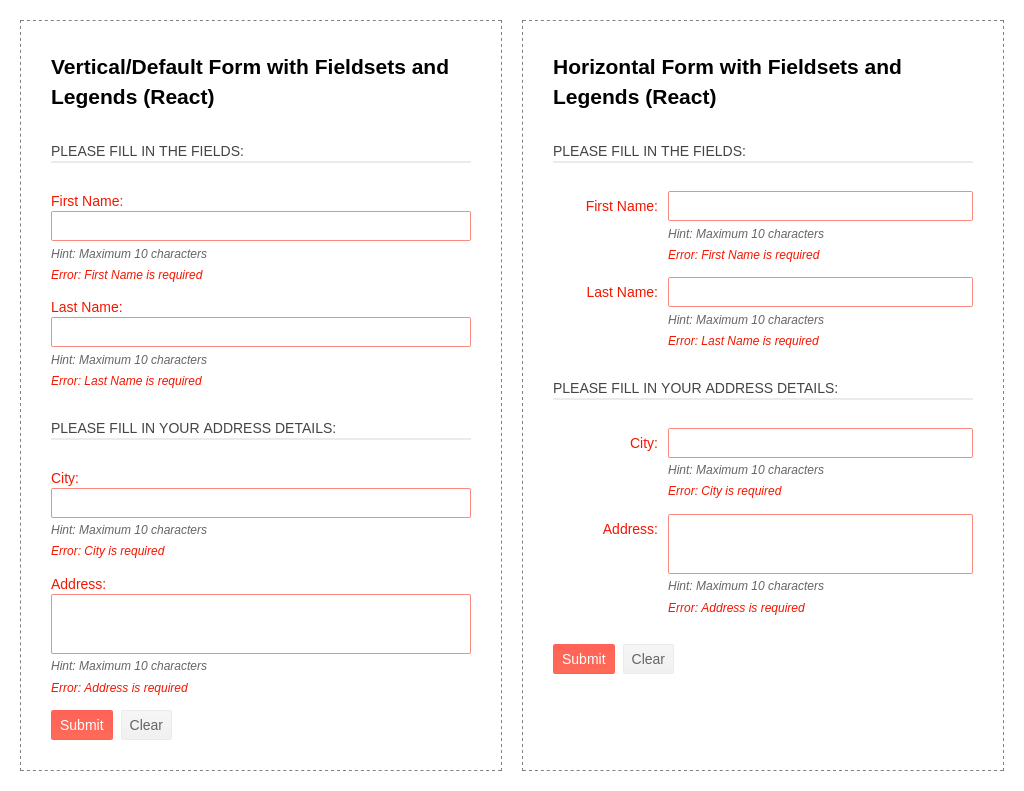 Vertical/Default Form with Fieldsets and
Legends (React)
PLEASE FILL IN THE FIELDS:
First Name:
Hint: Maximum 10 characters
Error: First Name is required
Last Name:
Hint: Maximum 10 characters
Error: Last Name is required
PLEASE FILL IN YOUR ADDRESS DETAILS:
City:
Hint: Maximum 10 characters
Error: City is required
Address:
Hint: Maximum 10 characters
Error: Address is required
Submit Clear
Horizontal Form with Fieldsets and
Legends (React)
PLEASE FILL IN THE FIELDS:
First Name:
Hint: Maximum 10 characters
Error: First Name is required
Last Name:
Hint: Maximum 10 characters
Error: Last Name is required
PLEASE FILL IN YOUR ADDRESS DETAILS:
City:
Hint: Maximum 10 characters
Error: City is required
Address:
Hint: Maximum 10 characters
Error: Address is required
Submit Clear